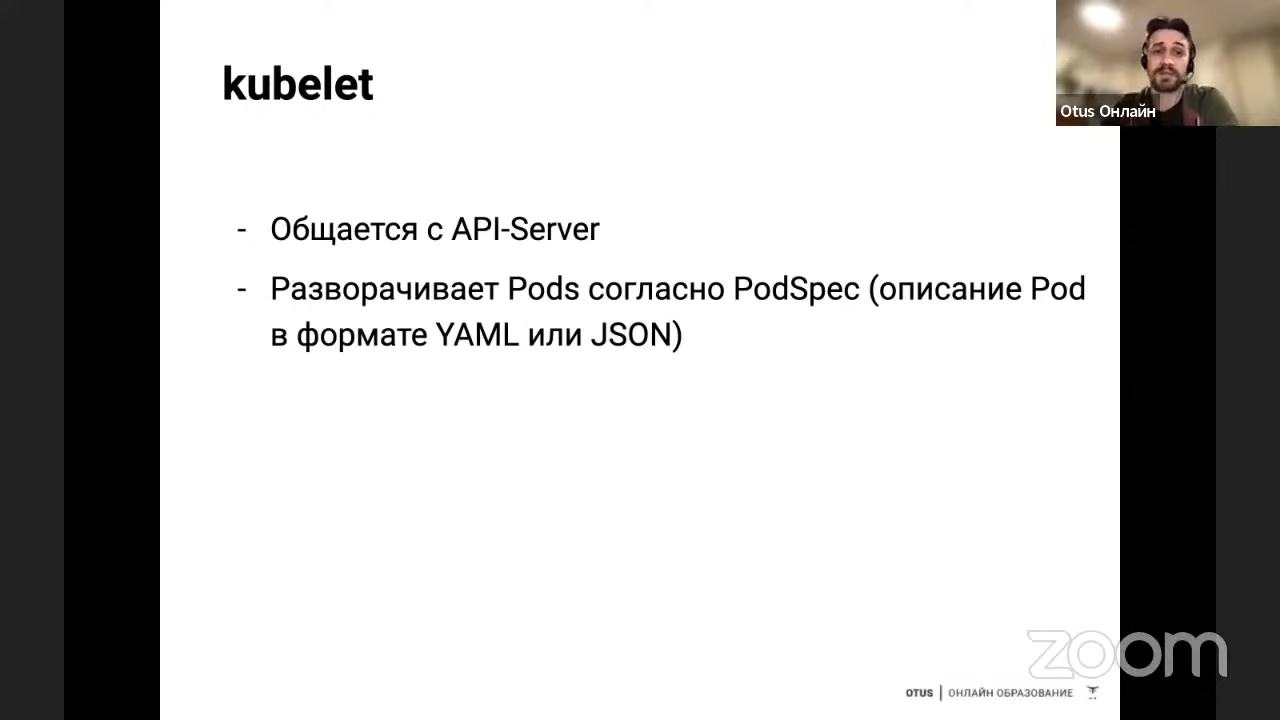 kubelet
Otus Онлайн
- Общается с API-Server
- Разворачивает Pods согласно PodSpec (описание Pod
в формате YAML или JSON)
zoom
OTUS | ОНЛАЙН ОБРАЗОВАНИЕ